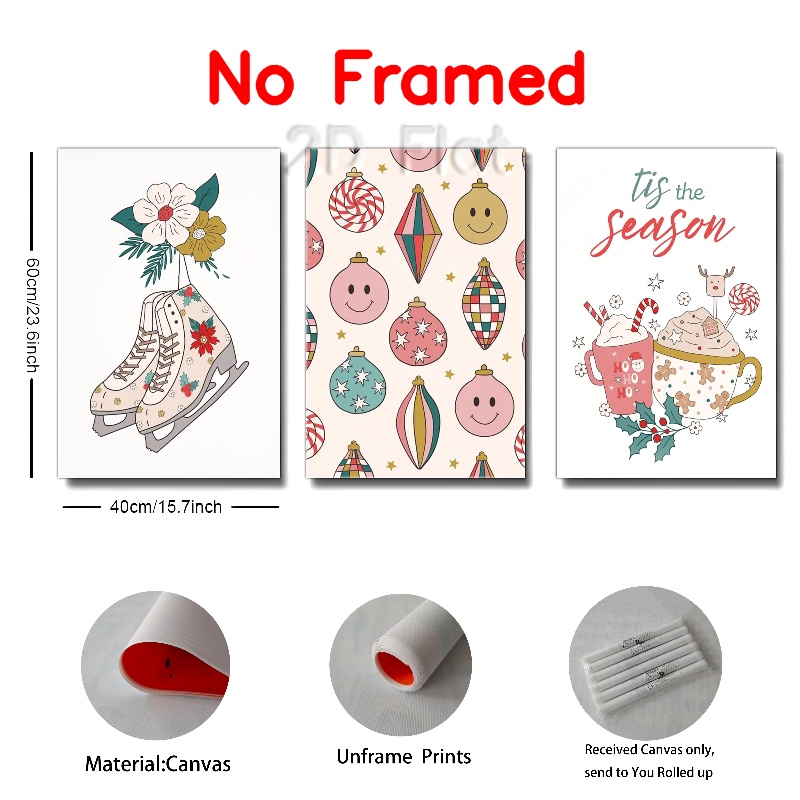 No Framed
2D Flat
60cm/23.6inch
40cm/15.7inch
tis the
season
HO
HO
HO
Material:Canvas
Unframe Prints
Received Canvas only,
send to You Rolled up